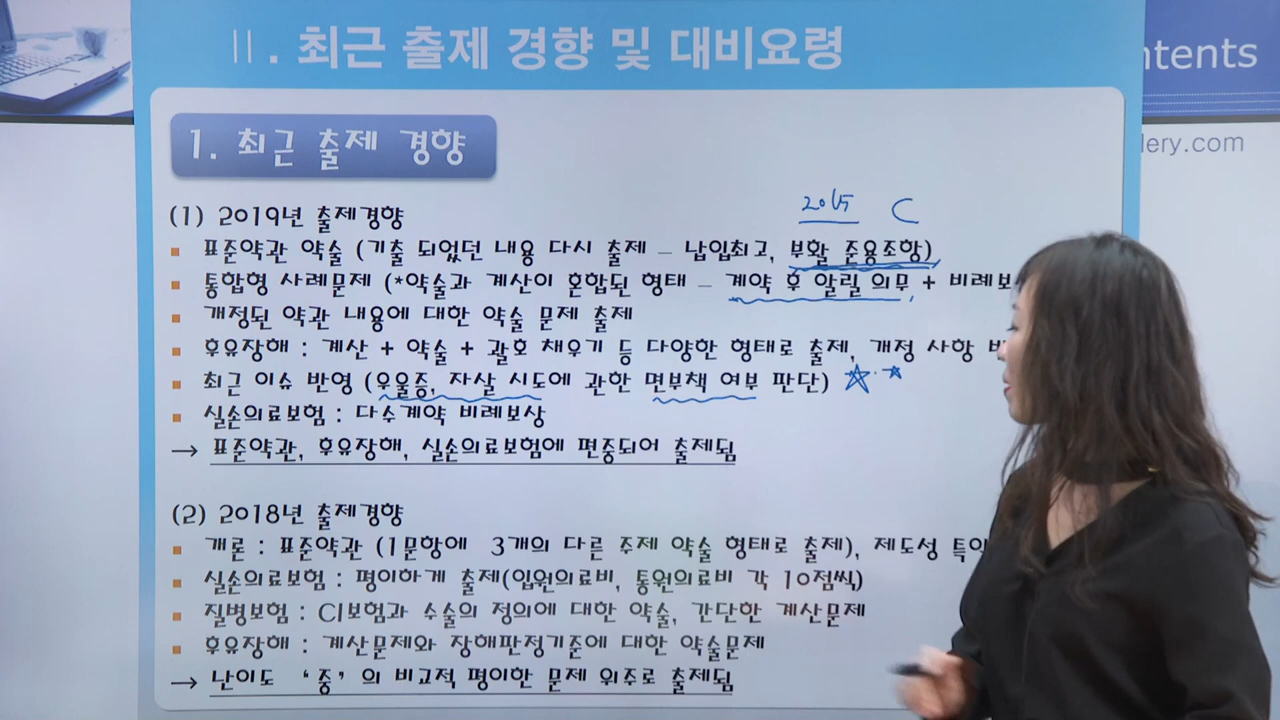 Ⅱ. 최근 출제 경향 및 대비요령
ntents
lery.com
1. 최근 출제 경향
2015 C
(1) 2019년 출제경향
▪ 표준약관 약술 (기출 되었던 내용 다시 출제 – 납입최고, 부활 준용조항)
▪ 통합형 사례문제 (*약술과 계산이 혼합된 형태 – 계약 후 알릴 의무 + 비례보
▪ 개정된 약관 내용에 대한 약술 문제 출제
▪ 후유장해 : 계산 + 약술 + 괄호 채우기 등 다양한 형태로 출제, 개정 사항
▪ 최근 이슈 반영 (우울증, 자살 시도에 관한 면부책 여부 판단)
▪ 실손의료보험 : 다수계약 비례보상
→ 표준약관, 후유장해, 실손의료보험에 편중되어 출제됨
(2) 2018년 출제경향
▪ 개론 : 표준약관 (1문항에 3개의 다른 주제 약술 형태로 출제), 제도성 특약
▪ 실손의료보험 : 평이하게 출제(입원의료비, 통원의료비 각 10점씩)
▪ 질병보험 : CI보험과 수술의 정의에 대한 약술, 간단한 계산문제
▪ 후유장해 : 계산문제와 장해판정기준에 대한 약술문제
→ 난이도 ‘중’의 비교적 평이한 문제 위주로 출제됨